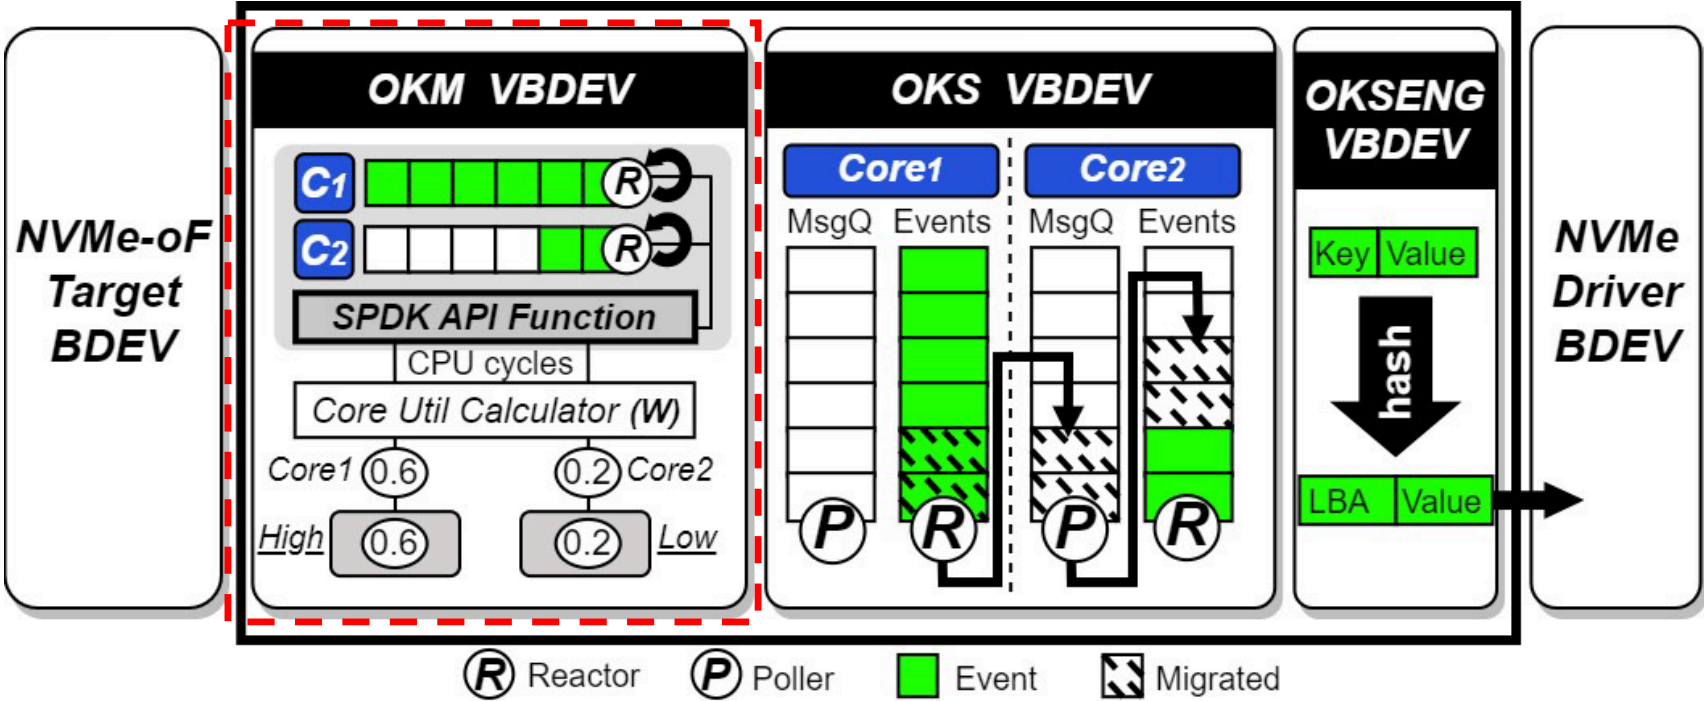 NVMe-oF
Target
BDEV
OKM VBDEV
C1
R
C2
R
SPDK API Function
CPU cycles
Core Util Calculator (W)
Core1 0.6 0.2 Core2
High 0.6 0.2 Low
OKS VBDEV
Core1 Core2
MsgQ Events MsgQ Events
P R P R
OKSENG
VBDEV
Key Value
hash
LBA Value
NVMe
Driver
BDEV
R Reactor P Poller Event Migrated